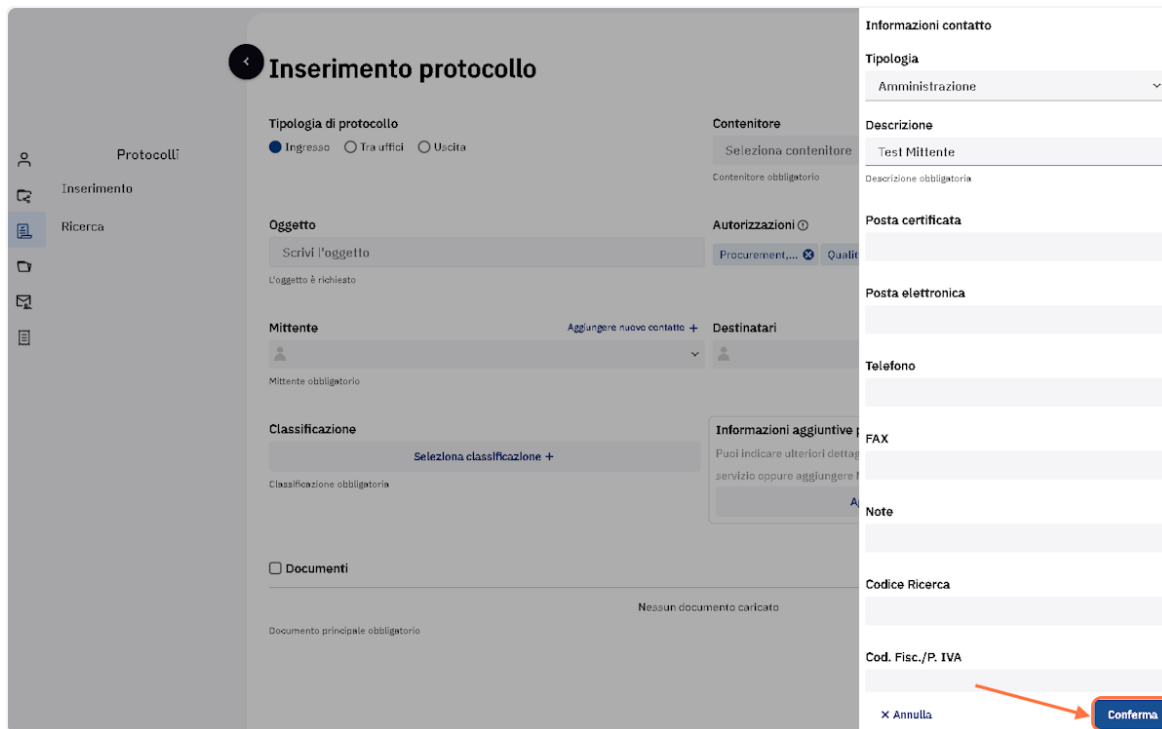 Protocolli
Inserimento
Ricerca
Inserimento protocollo
Tipologia di protocollo
Ingresso Tra uffici Uscita
Contenitore
Seleziona contenitore
Contenitore obbligatorio
Oggetto
Scrivi l'oggetto
L'oggetto è richiesto
Autorizzazioni
Procurement,...
Mittente
Aggiungere nuovo contatto +
Mittente obbligatorio
Destinatari
Classificazione
Seleziona classificazione +
Classificazione obbligatoria
Informazioni aggiuntive
Puoi indicare ulteriori
servizio oppure aggiungere
Documenti
Nessun documento caricato
Documento principale obbligatorio
Informazioni contatto
Tipologia
Amministrazione
Descrizione
Test Mittente
Descrizione obbligatoria
Posta certificata
Posta elettronica
Telefono
FAX
Note
Codice Ricerca
Cod. Fisc./P. IVA
× Annulla
Conferma